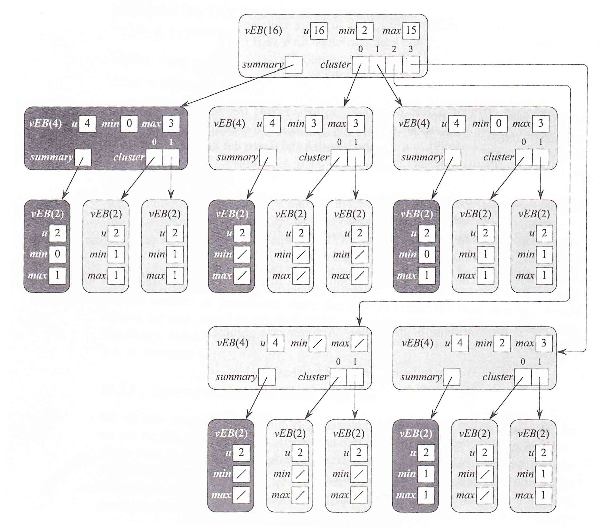 vEB(16) u 16 min 2 max 15
0 1 2 3
summary cluster
vEB(4) u 4 min 0 max 3
0 1
summary cluster
vEB(4) u 4 min 3 max 3
0 1
summary cluster
vEB(4) u 4 min 0 max 3
0 1
summary cluster
vEB(2)
u 2
min 0
max 1
vEB(2)
u 2
min 1
max 1
vEB(2)
u 2
min 1
max 1
vEB(2)
u 2
min /
max /
vEB(2)
u 2
min /
max /
vEB(2)
u 2
min /
max /
vEB(2)
u 2
min 0
max 1
vEB(2)
u 2
min 1
max 1
vEB(2)
u 2
min 1
max 1
vEB(4) u 4 min / max /
0 1
summary cluster
vEB(4) u 4 min 2 max 3
0 1
summary cluster
vEB(2)
u 2
min /
max /
vEB(2)
u 2
min /
max /
vEB(2)
u 2
min /
max /
vEB(2)
u 2
min 1
max 1
vEB(2)
u 2
min /
max /
vEB(2)
u 2
min 1
max 1